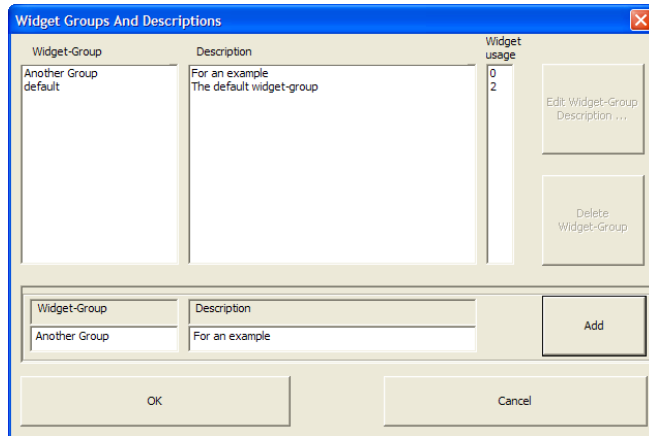 Widget Groups And Descriptions
Widget-Group
Description
Widget
usage
Another Group
For an example
0
default
The default widget-group
2
Edit Widget-Group
Description ...
Delete
Widget-Group
Widget-Group
Description
Another Group
For an example
Add
OK
Cancel